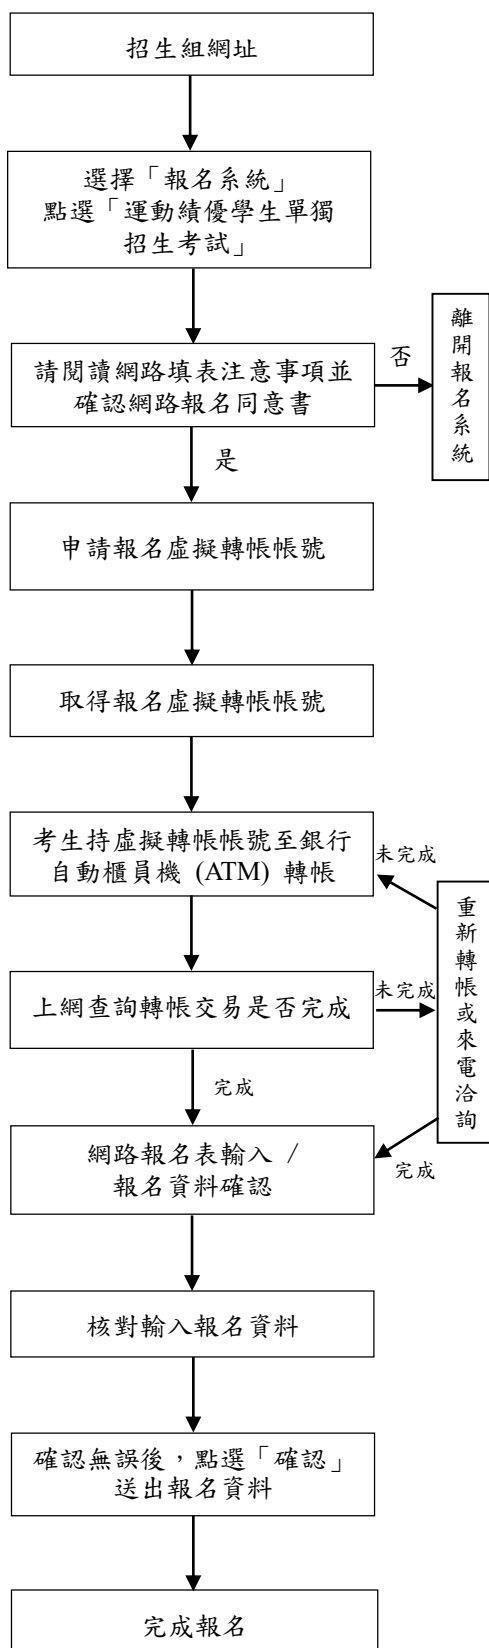 招生組網址
選擇「報名系統」
點選「運動績優學生單獨
招生考試」
請閱讀網路填表注意事項並
確認網路報名同意書
否
離開報名系統
是
申請報名虛擬轉帳帳號
取得報名虛擬轉帳帳號
考生持虛擬轉帳帳號至銀行
自動櫃員機 (ATM) 轉帳
未完成
重新轉帳或來電洽詢
上網查詢轉帳交易是否完成
未完成
完成
網路報名表輸入 /
報名資料確認
完成
核對輸入報名資料
確認無誤後，點選「確認」
送出報名資料
完成報名